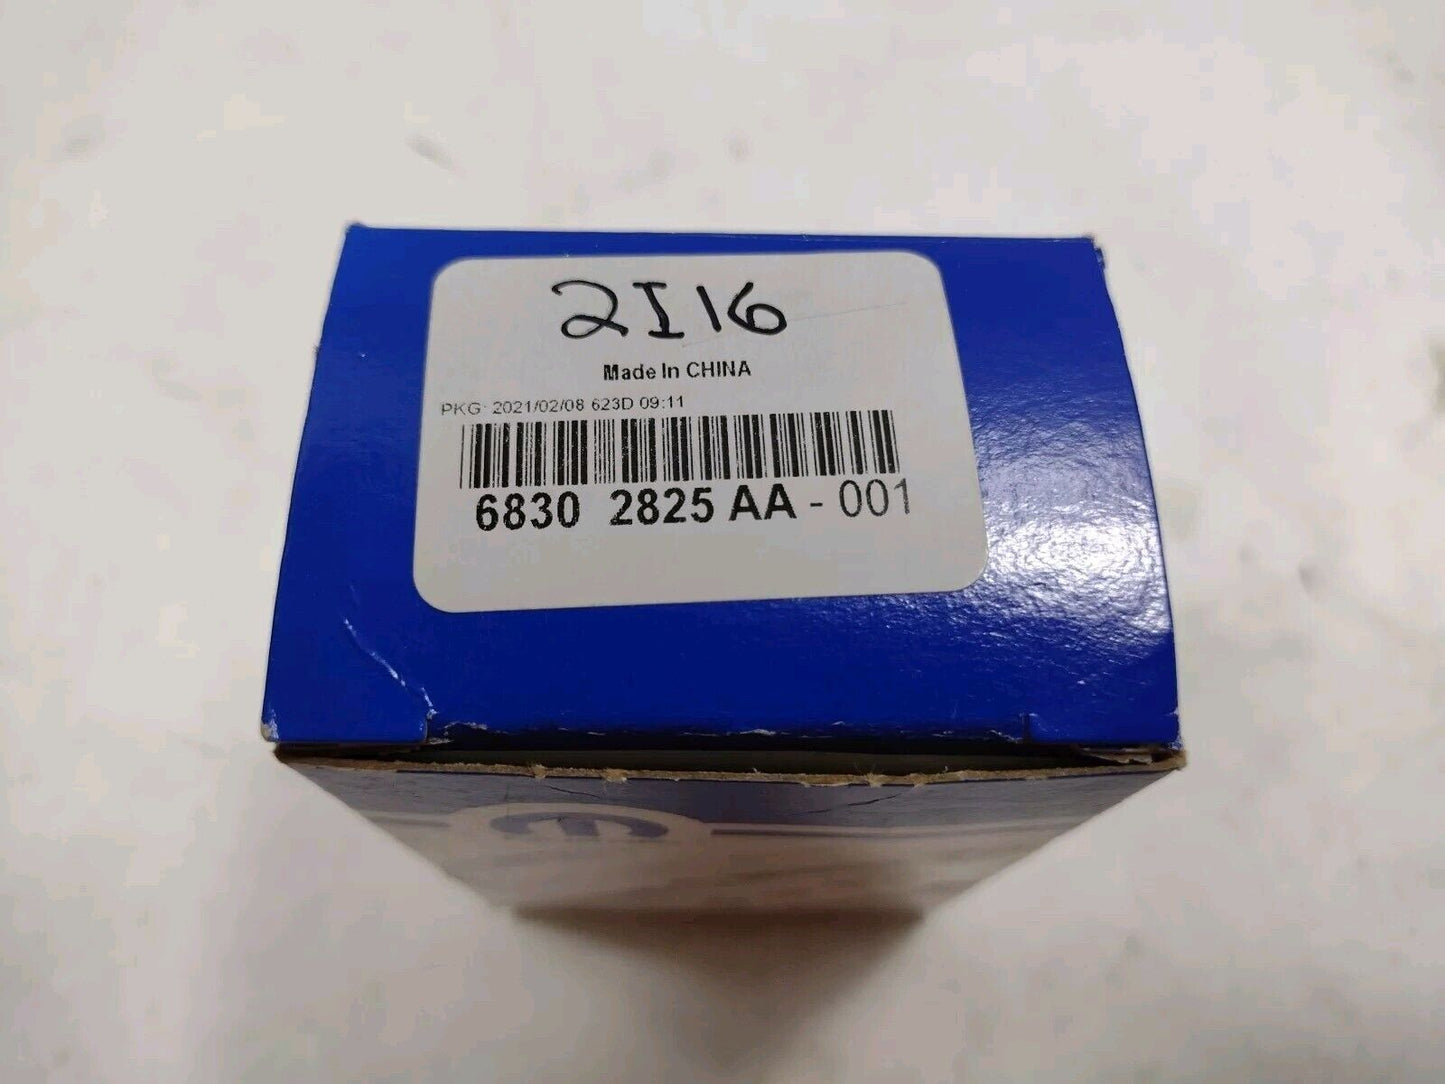 2I16
Made In CHINA
PKG: 2021/02/08 623D 09:11
6830 2825 AA - 001